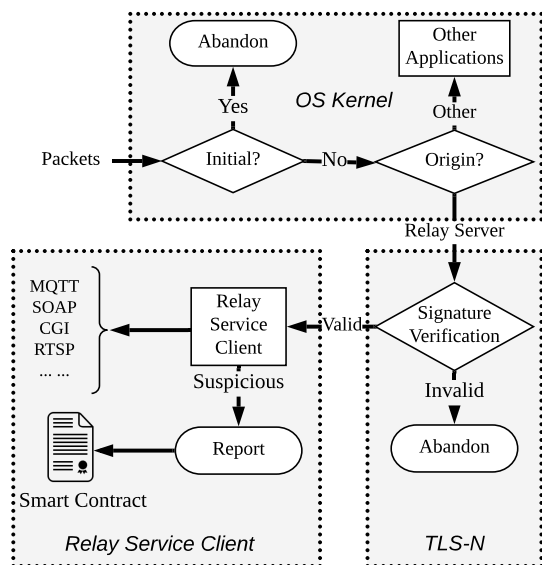 Abandon
Other
Applications
OS Kernel
Yes
Other
Packets
Initial?
No
Origin?
Relay Server
MQTT
SOAP
CGI
RTSP
... ...
Relay
Service
Client
Valid
Signature
Verification
Suspicious
Invalid
Report
Abandon
Smart Contract
Relay Service Client
TLS-N